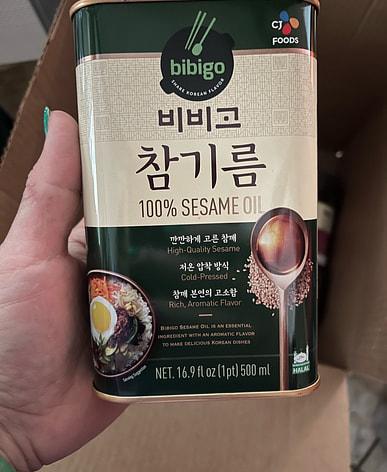 CJ
FOODS
bibigo
SHARE KOREAN FLAVOR
비비고
참기름
100% SESAME OIL
깐깐하게 고른 참깨
High-Quality Sesame
저온 압착 방식
Cold-Pressed
참깨 본연의 고소함
Rich, Aromatic Flavor
BIBIGO SESAME OIL IS AN ESSENTIAL
INGREDIENT WITH AN AROMATIC FLAVOR
TO MAKE DELICIOUS KOREAN DISHES
Serving Suggestion
NET. 16.9 fl oz (1pt) 500 ml
HALAL